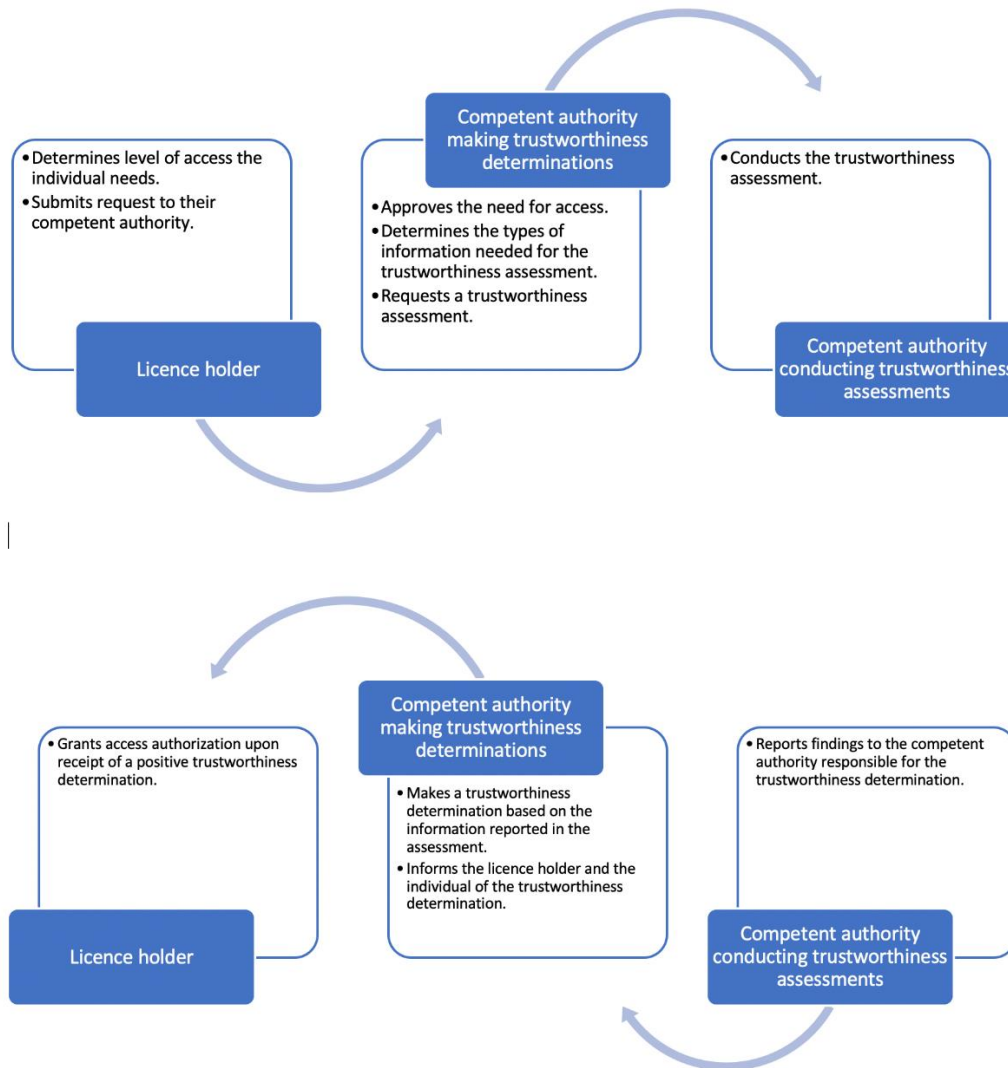 • Determines level of access the
individual needs.
• Submits request to their
competent authority.
Licence holder
Competent authority
making trustworthiness
determinations
• Approves the need for access.
• Determines the types of
information needed for the
trustworthiness assessment.
• Requests a trustworthiness
assessment.
• Conducts the trustworthiness
assessment.
Competent authority
conducting trustworthiness
assessments
• Grants access authorization upon
receipt of a positive trustworthiness
determination.
Licence holder
Competent authority
making trustworthiness
determinations
• Makes a trustworthiness
determination based on the
information reported in the
assessment.
• Informs the licence holder and the
individual of the trustworthiness
determination.
• Reports findings to the competent
authority responsible for the
trustworthiness determination.
Competent authority
conducting trustworthiness
assessments